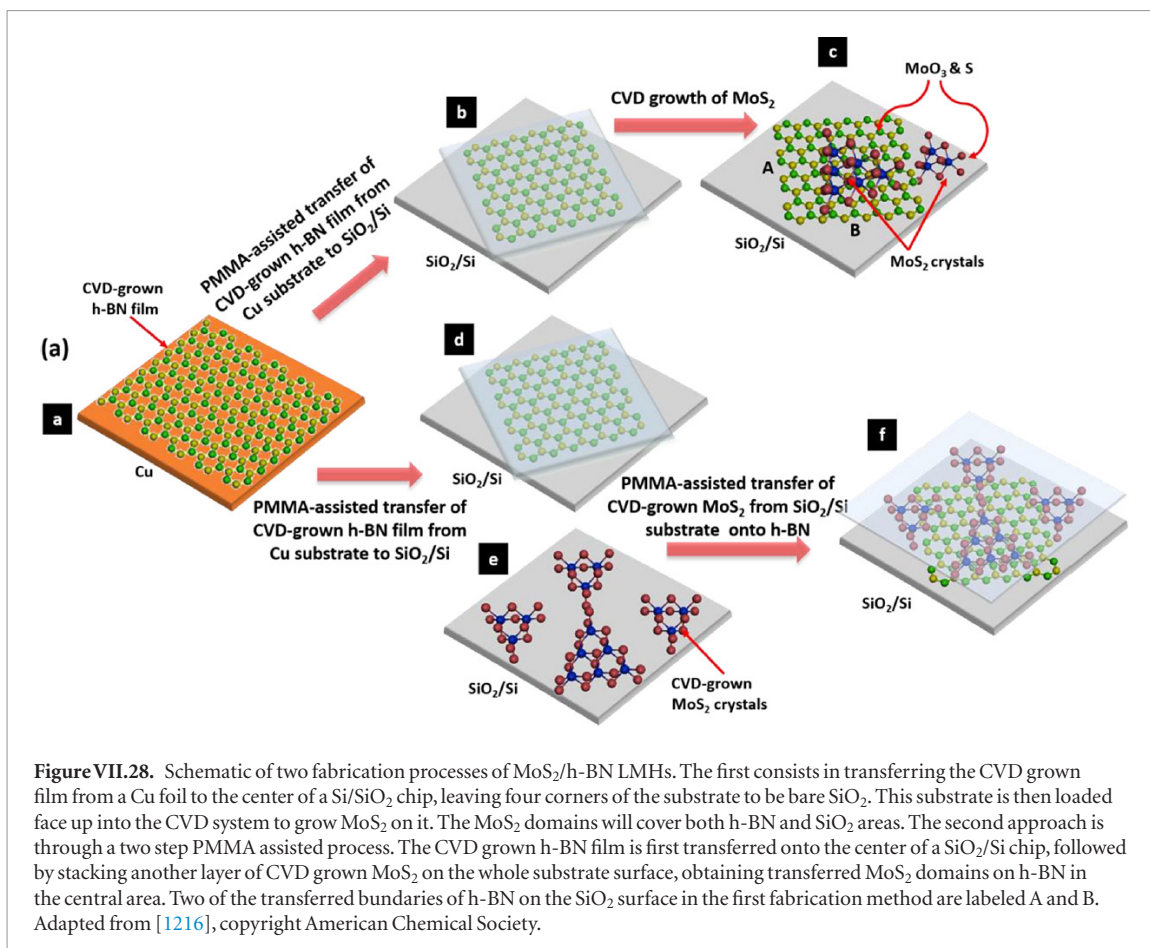 c
MoO₃ & S
b
CVD growth of MoS₂
A
B
SiO₂/Si
SiO₂/Si
MoS₂ crystals
PMMA-assisted transfer of
CVD-grown h-BN film from
Cu substrate to SiO₂/Si
CVD-grown
h-BN film
(a)
a
Cu
d
SiO₂/Si
PMMA-assisted transfer of
CVD-grown h-BN film from
Cu substrate to SiO₂/Si
PMMA-assisted transfer of
CVD-grown MoS₂ from SiO₂/Si
substrate onto h-BN
f
SiO₂/Si
e
SiO₂/Si
CVD-grown
MoS₂ crystals
Figure VII.28. Schematic of two fabrication processes of MoS₂/h-BN LMHs. The first consists in transferring the CVD grown
film from a Cu foil to the center of a Si/SiO₂ chip, leaving four corners of the substrate to be bare SiO₂. This substrate is then loaded
face up into the CVD system to grow MoS₂ on it. The MoS₂ domains will cover both h-BN and SiO₂ areas. The second approach is
through a two step PMMA assisted process. The CVD grown h-BN film is first transferred onto the center of a SiO₂/Si chip, followed
by stacking another layer of CVD grown MoS₂ on the whole substrate surface, obtaining transferred MoS₂ domains on h-BN in
the central area. Two of the transferred bundaries of h-BN on the SiO₂ surface in the first fabrication method are labeled A and B.
Adapted from [1216], copyright American Chemical Society.